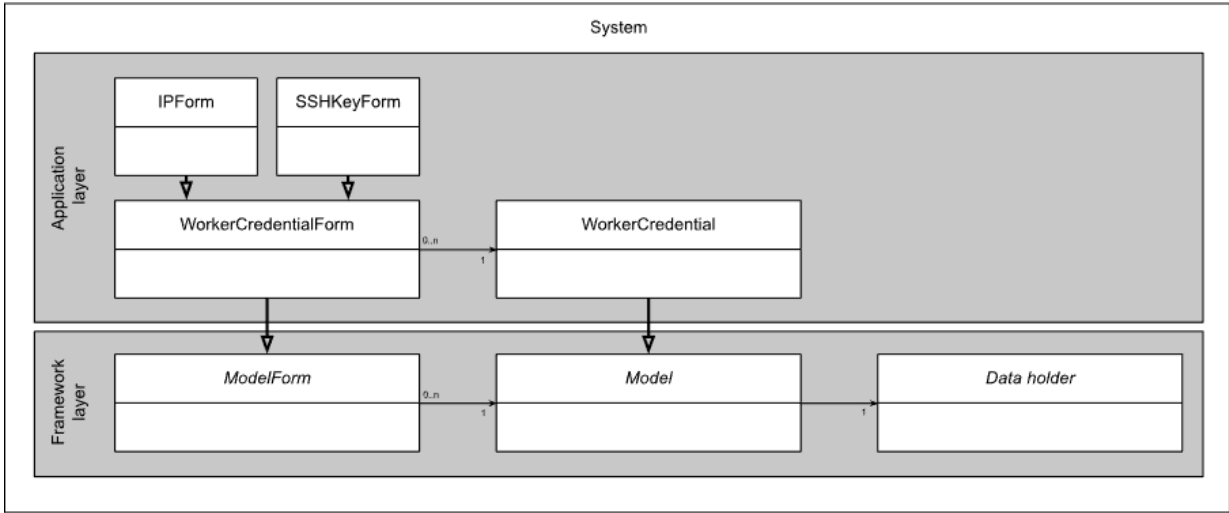 System
Application
layer
IPForm
SSHKeyForm
WorkerCredentialForm
0..n
1
WorkerCredential
Framework
layer
ModelForm
0..n
1
Model
1
Data holder